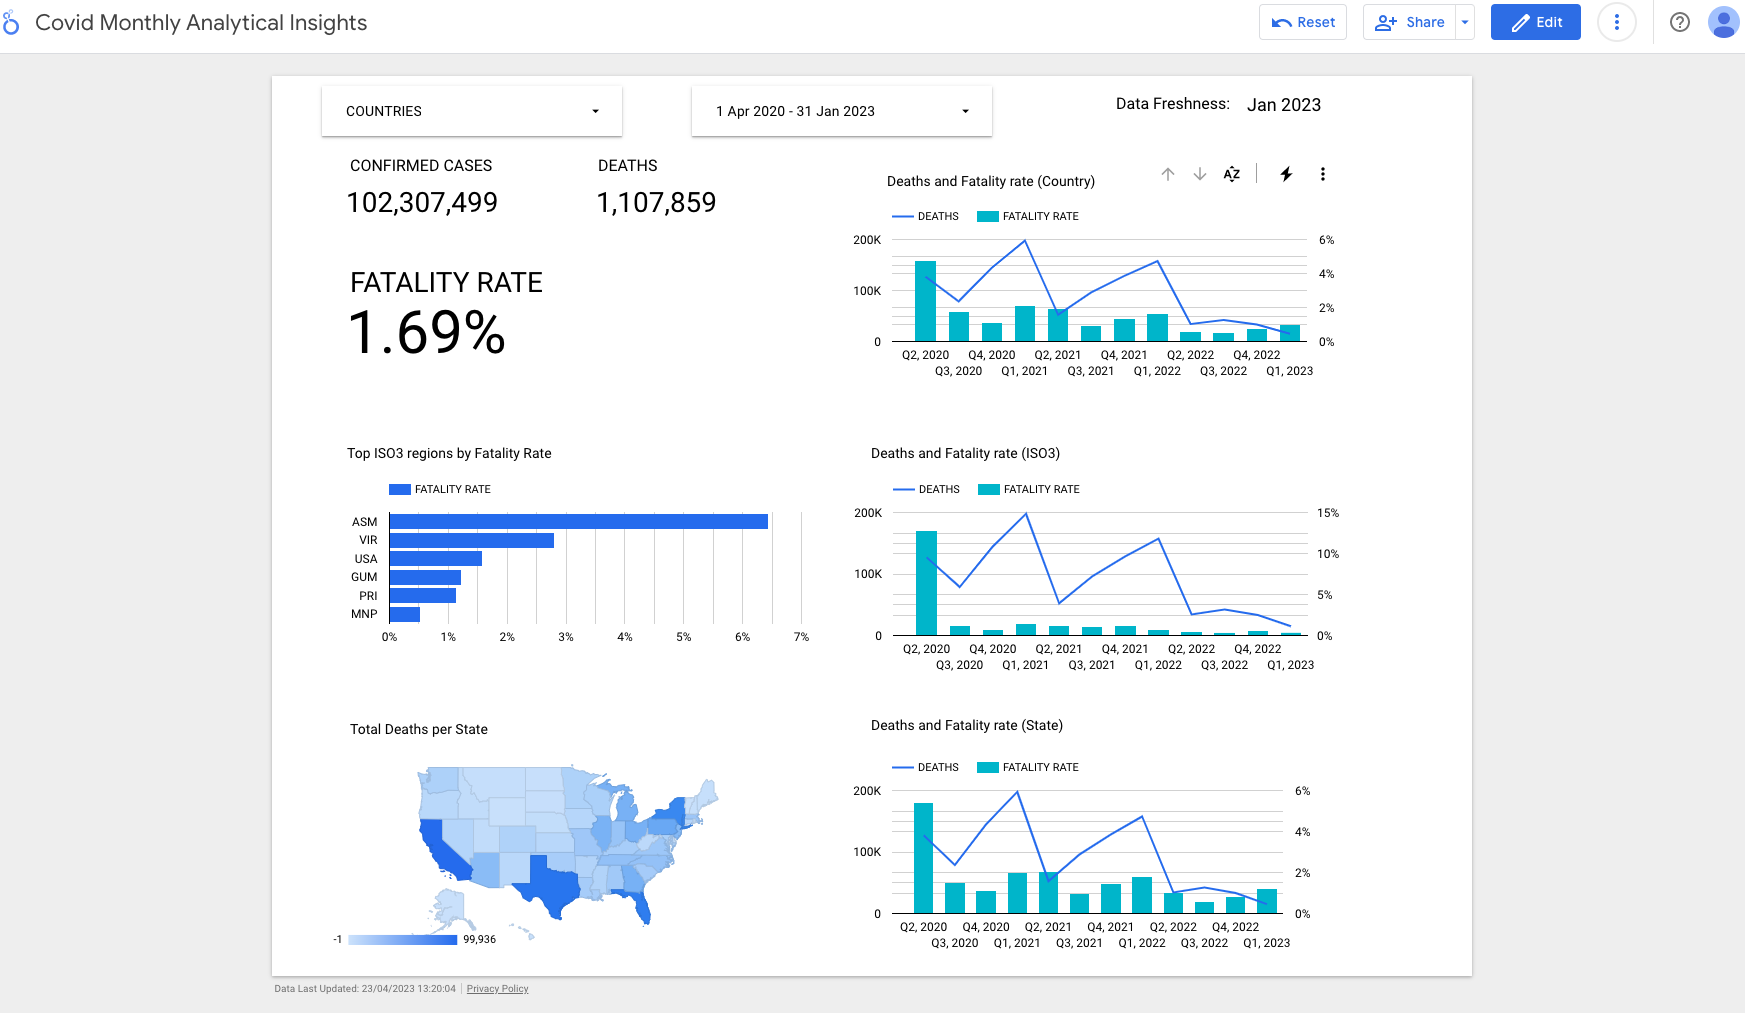 Covid Monthly Analytical Insights
Reset
Share
Edit
COUNTRIES
1 Apr 2020 - 31 Jan 2023
Data Freshness: Jan 2023
CONFIRMED CASES
102,307,499
DEATHS
1,107,859
FATALITY RATE
1.69%
Deaths and Fatality rate (Country)
AZ
DEATHS FATALITY RATE
200K 6%
4%
100K
2%
0 0%
Q2, 2020 Q4, 2020 Q2, 2021 Q4, 2021 Q2, 2022 Q4, 2022
Q3, 2020 Q1, 2021 Q3, 2021 Q1, 2022 Q3, 2022 Q1, 2023
Top ISO3 regions by Fatality Rate
FATALITY RATE
ASM
VIR
USA
GUM
PRI
MNP
0% 1% 2% 3% 4% 5% 6% 7%
Deaths and Fatality rate (ISO3)
DEATHS FATALITY RATE
200K 15%
10%
100K
5%
0 0%
Q2, 2020 Q4, 2020 Q2, 2021 Q4, 2021 Q2, 2022 Q4, 2022
Q3, 2020 Q1, 2021 Q3, 2021 Q1, 2022 Q3, 2022 Q1, 2023
Total Deaths per State
-1 99,936
Deaths and Fatality rate (State)
DEATHS FATALITY RATE
200K 6%
4%
100K
2%
0 0%
Q2, 2020 Q4, 2020 Q2, 2021 Q4, 2021 Q2, 2022 Q4, 2022
Q3, 2020 Q1, 2021 Q3, 2021 Q1, 2022 Q3, 2022 Q1, 2023
Data Last Updated: 23/04/2023 13:20:04 Privacy Policy